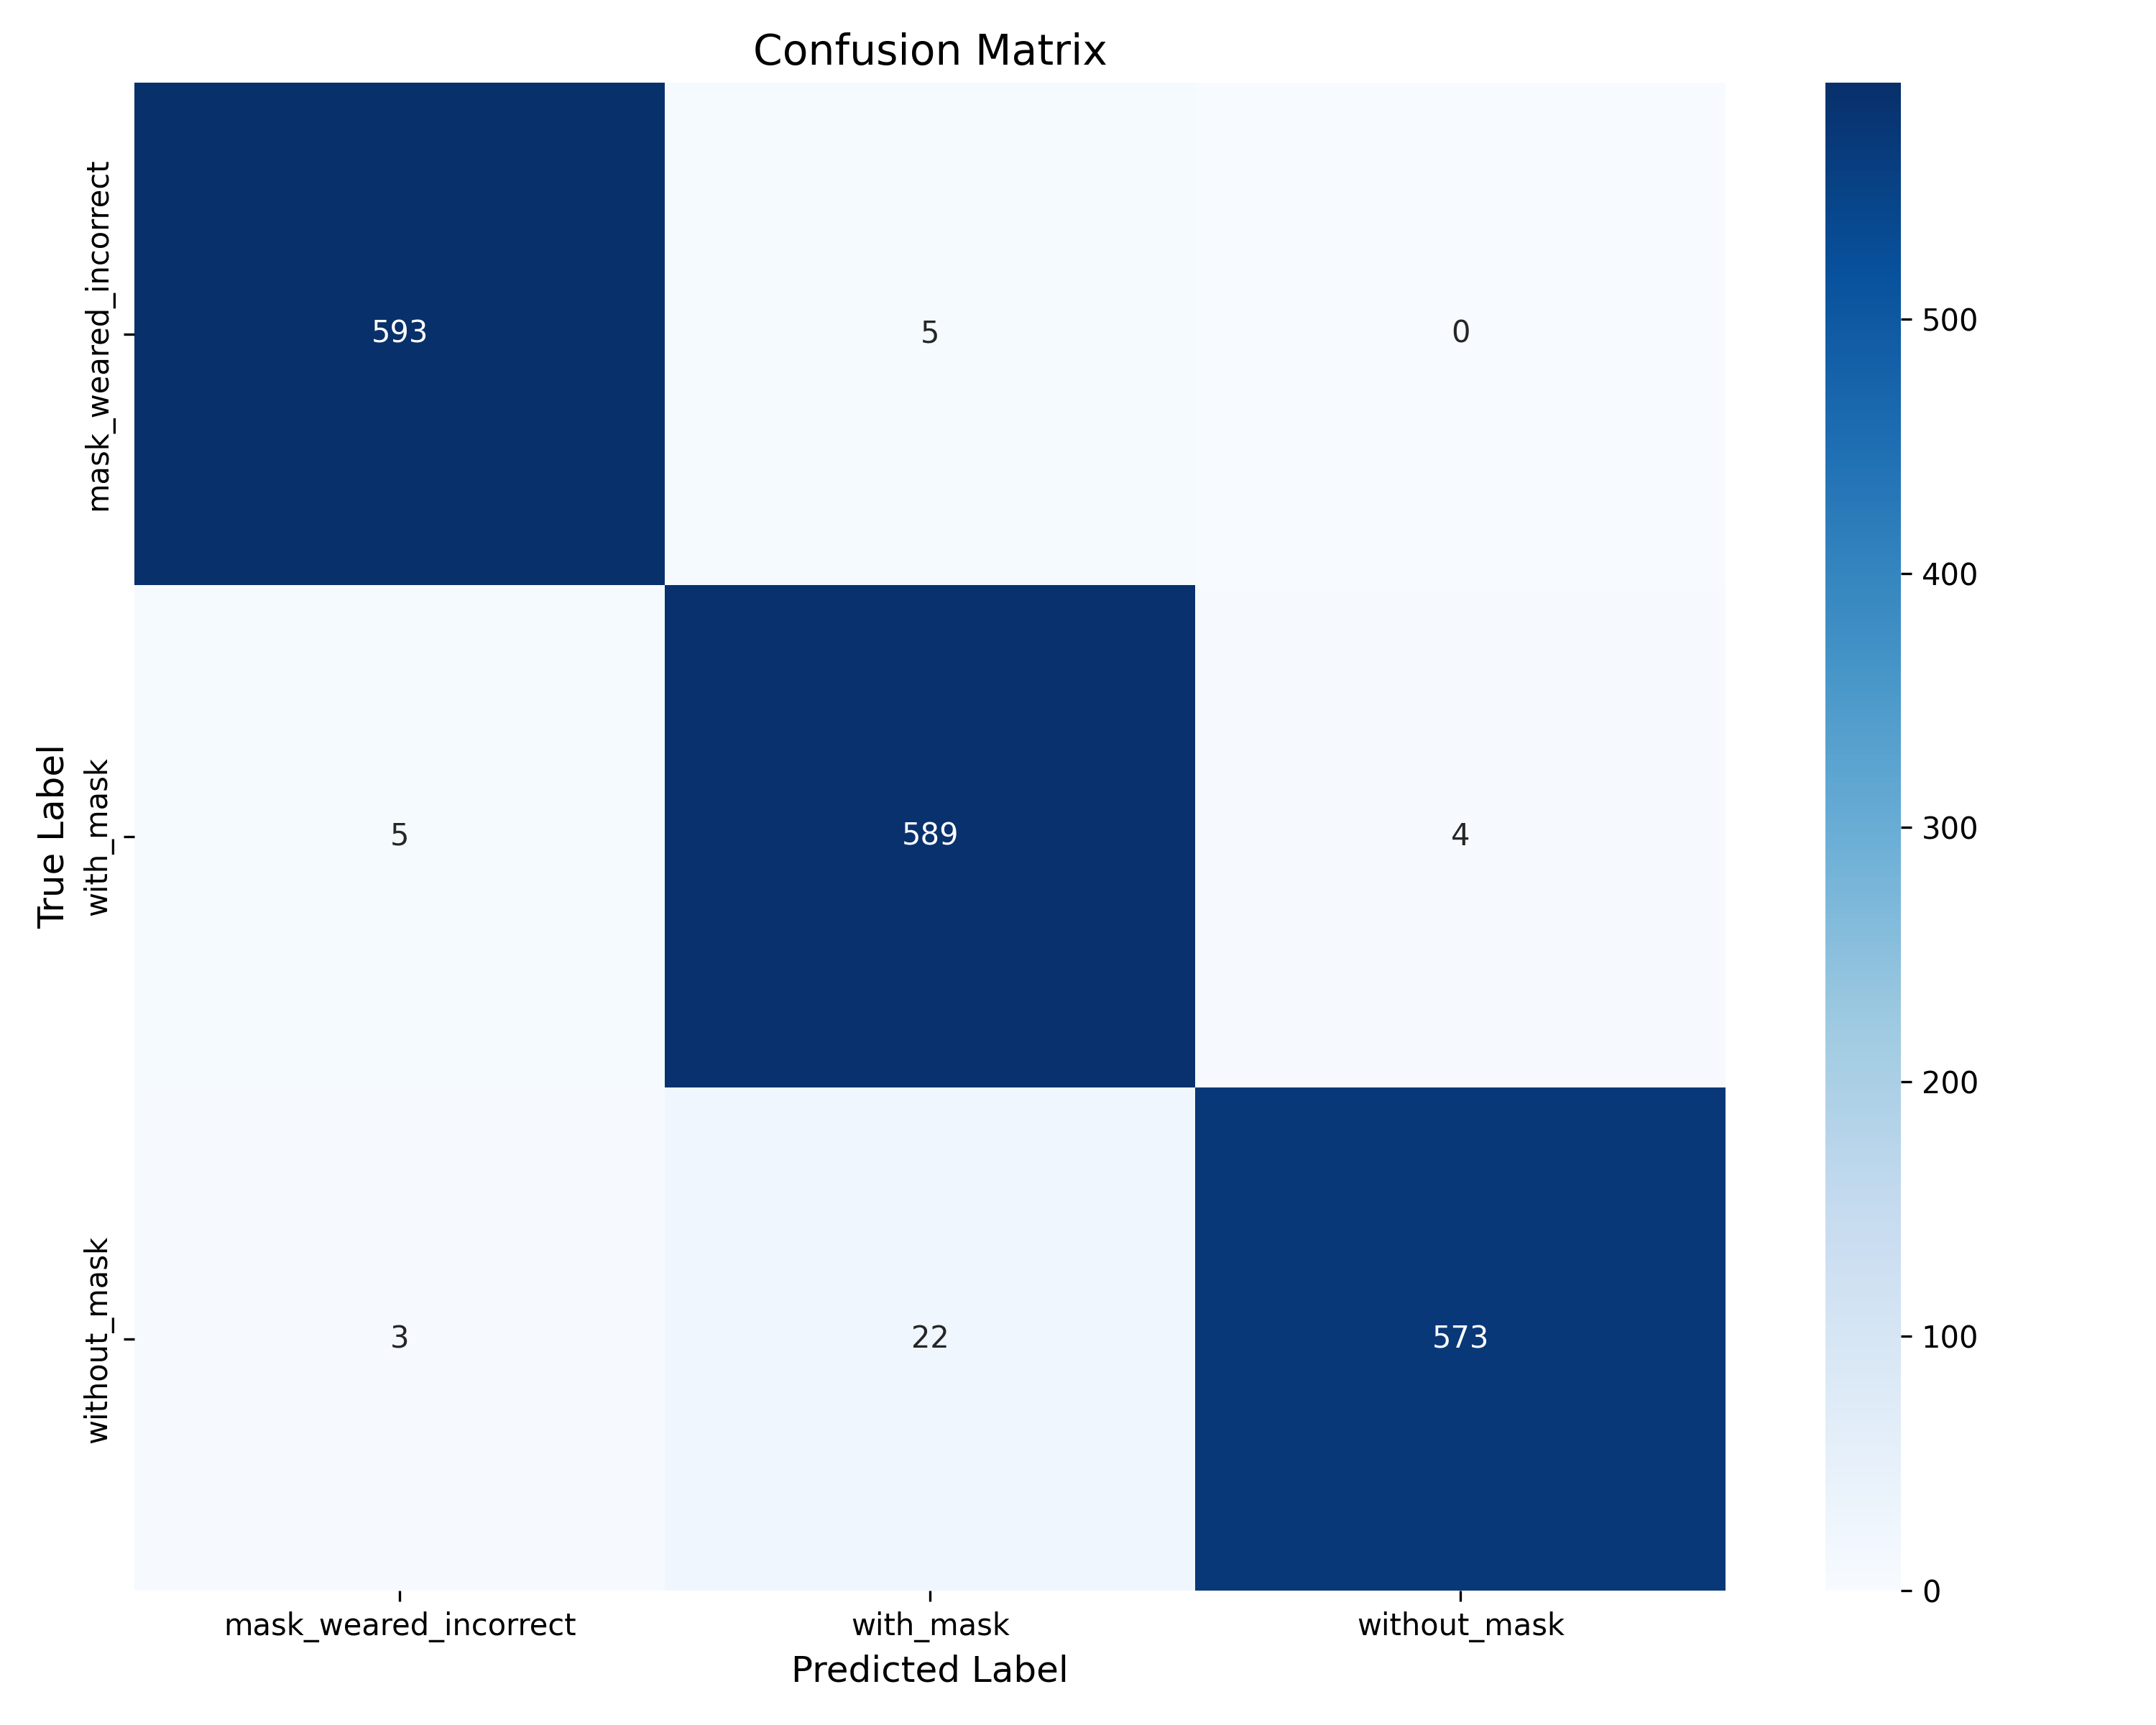 Confusion Matrix
True Label
mask_weared_incorrect
593 5 0
with_mask
5 589 4
without_mask
3 22 573
mask_weared_incorrect with_mask without_mask
Predicted Label
500
400
300
200
100
0